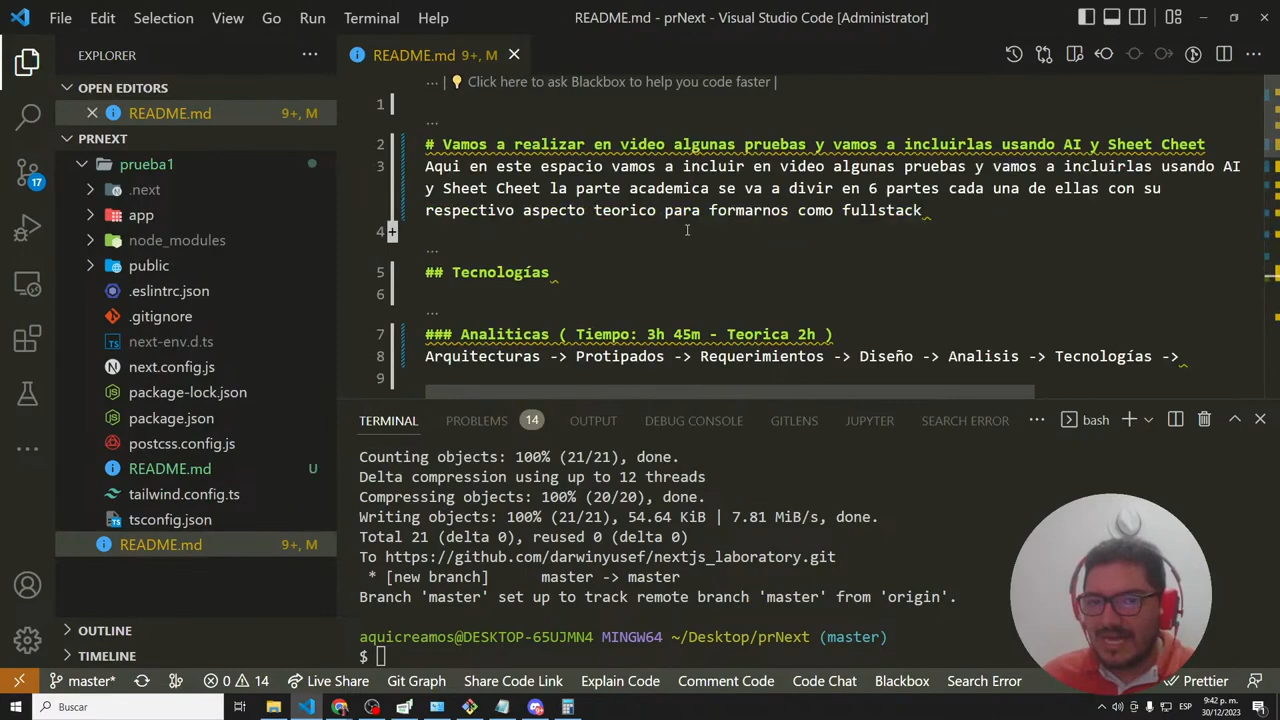 File Edit Selection View Go Run Terminal Help README.md - prNext - Visual Studio Code [Administrator]
EXPLORER
README.md 9+, M
OPEN EDITORS
README.md 9+, M
PRNEXT
prueba1
.next
app
node_modules
public
.eslintrc.json
.gitignore
next-env.d.ts
next.config.js
package-lock.json
package.json
postcss.config.js
README.md U
tailwind.config.ts
tsconfig.json
README.md 9+, M
OUTLINE
TIMELINE
17
... | 💡 Click here to ask Blackbox to help you code faster |
1
...
2 # Vamos a realizar en video algunas pruebas y vamos a incluirlas usando AI y Sheet Cheet
3 Aqui en este espacio vamos a incluir en video algunas pruebas y vamos a incluirlas usando AI
y Sheet Cheet la parte academica se va a divir en 6 partes cada una de ellas con su
respectivo aspecto teorico para formarnos como fullstack
4 +
...
5 ## Tecnologías
6
...
7 ### Analiticas ( Tiempo: 3h 45m - Teorica 2h )
8 Arquitecturas -> Protipados -> Requerimientos -> Diseño -> Analisis -> Tecnologías ->
9
TERMINAL PROBLEMS 14 OUTPUT DEBUG CONSOLE GITLENS JUPYTER SEARCH ERROR ... bash
Counting objects: 100% (21/21), done.
Delta compression using up to 12 threads
Compressing objects: 100% (20/20), done.
Writing objects: 100% (21/21), 54.64 KiB | 7.81 MiB/s, done.
Total 21 (delta 0), reused 0 (delta 0)
To https://github.com/darwinyusef/nextjs_laboratory.git
* [new branch] master -> master
Branch 'master' set up to track remote branch 'master' from 'origin'.
aquicreamos@DESKTOP-65UJMN4 MINGW64 ~/Desktop/prNext (master)
$
master* 0 14 Live Share Git Graph Share Code Link Explain Code Comment Code Code Chat Blackbox Search Error Prettier
Buscar ESP 9:42 p. m.
30/12/2023